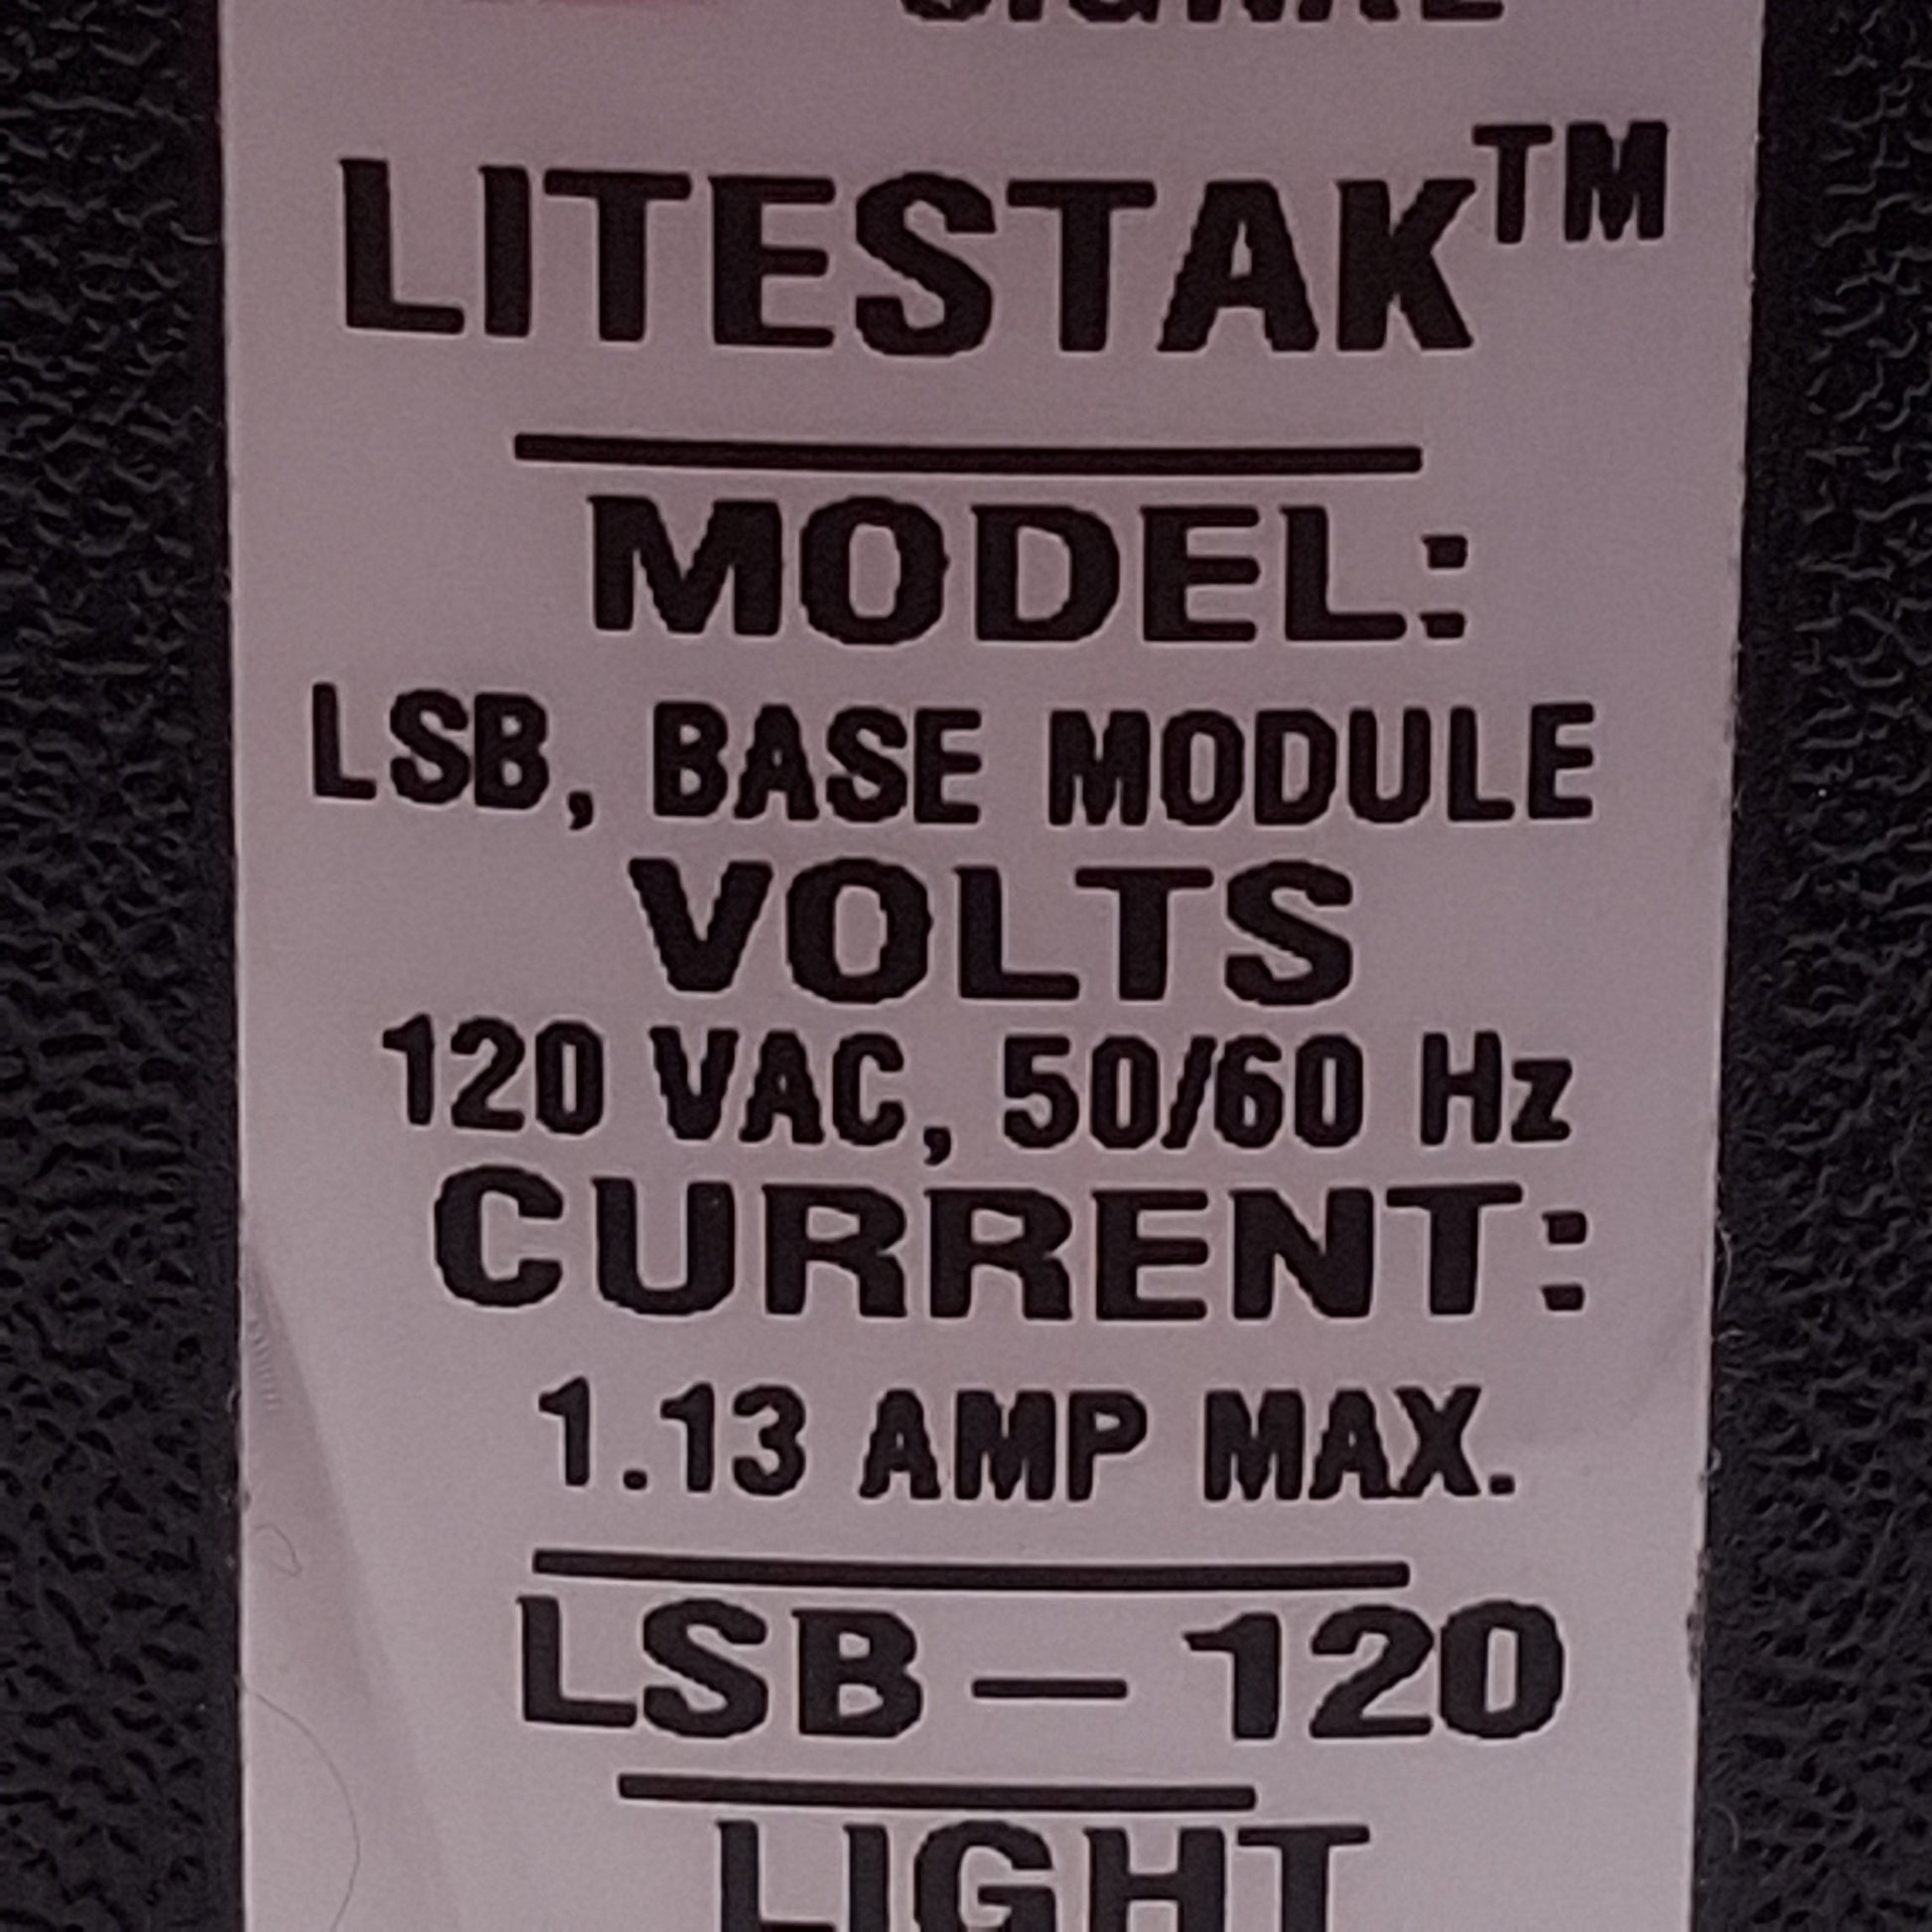 SIGNAL
LITESTAK™
MODEL:
LSB, BASE MODULE
VOLTS
120 VAC, 50/60 Hz
CURRENT:
1.13 AMP MAX.
LSB — 120
LIGHT